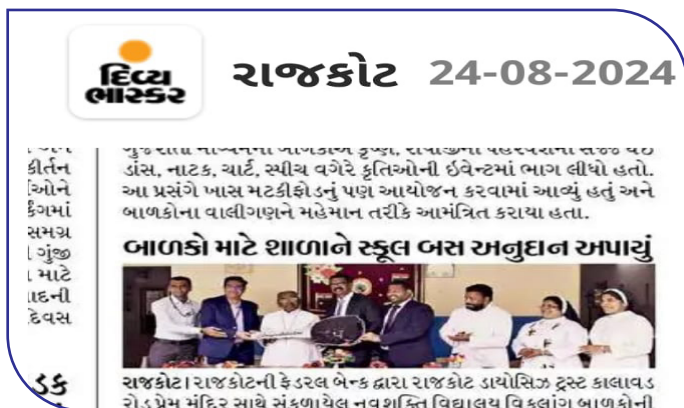 દિવ્ય
ભાસ્કર
રાજકોટ 24-08-2024
કીર્તન
ઓને
સમગ્ર
ગુંજી
માટે
દેવસ
ડાંસ, નાટક, ચાર્ટ, સ્પીચ વગેરે કૃતિઓની ઇવેન્ટમાં ભાગ લીધો હતો.
આ પ્રસંગે ખાસ મટકીફોડનું પણ આયોજન કરવામાં આવ્યું હતું અને
બાળકોના વાલીગણને મહેમાન તરીકે આમંત્રિત કરાયા હતા.
બાળકો માટે શાળાને સ્કૂલ બસ અનુદાન અપાયું
રાજકોટ। રાજકોટની ફેડરલ બેન્ક દ્વારા રાજકોટ ડાયોસિઝ ટ્રસ્ટ કાલાવડ
રોડ પ્રેમ મંદિર સાથે સંકળાયેલ નવશક્તિ વિદ્યાલય વિકલાંગ બાળકોની